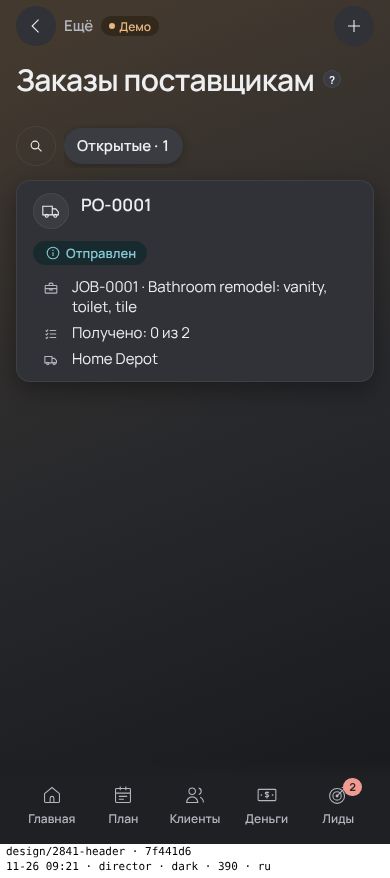 Ещё
Демо
Заказы поставщикам ?
Открытые · 1
PO-0001
Отправлен
JOB-0001 · Bathroom remodel: vanity,
toilet, tile
Получено: 0 из 2
Home Depot
2
Главная
План
Клиенты
Деньги
Лиды
design/2841-header · 7f441d6
11-26 09:21 · director · dark · 390 · ru